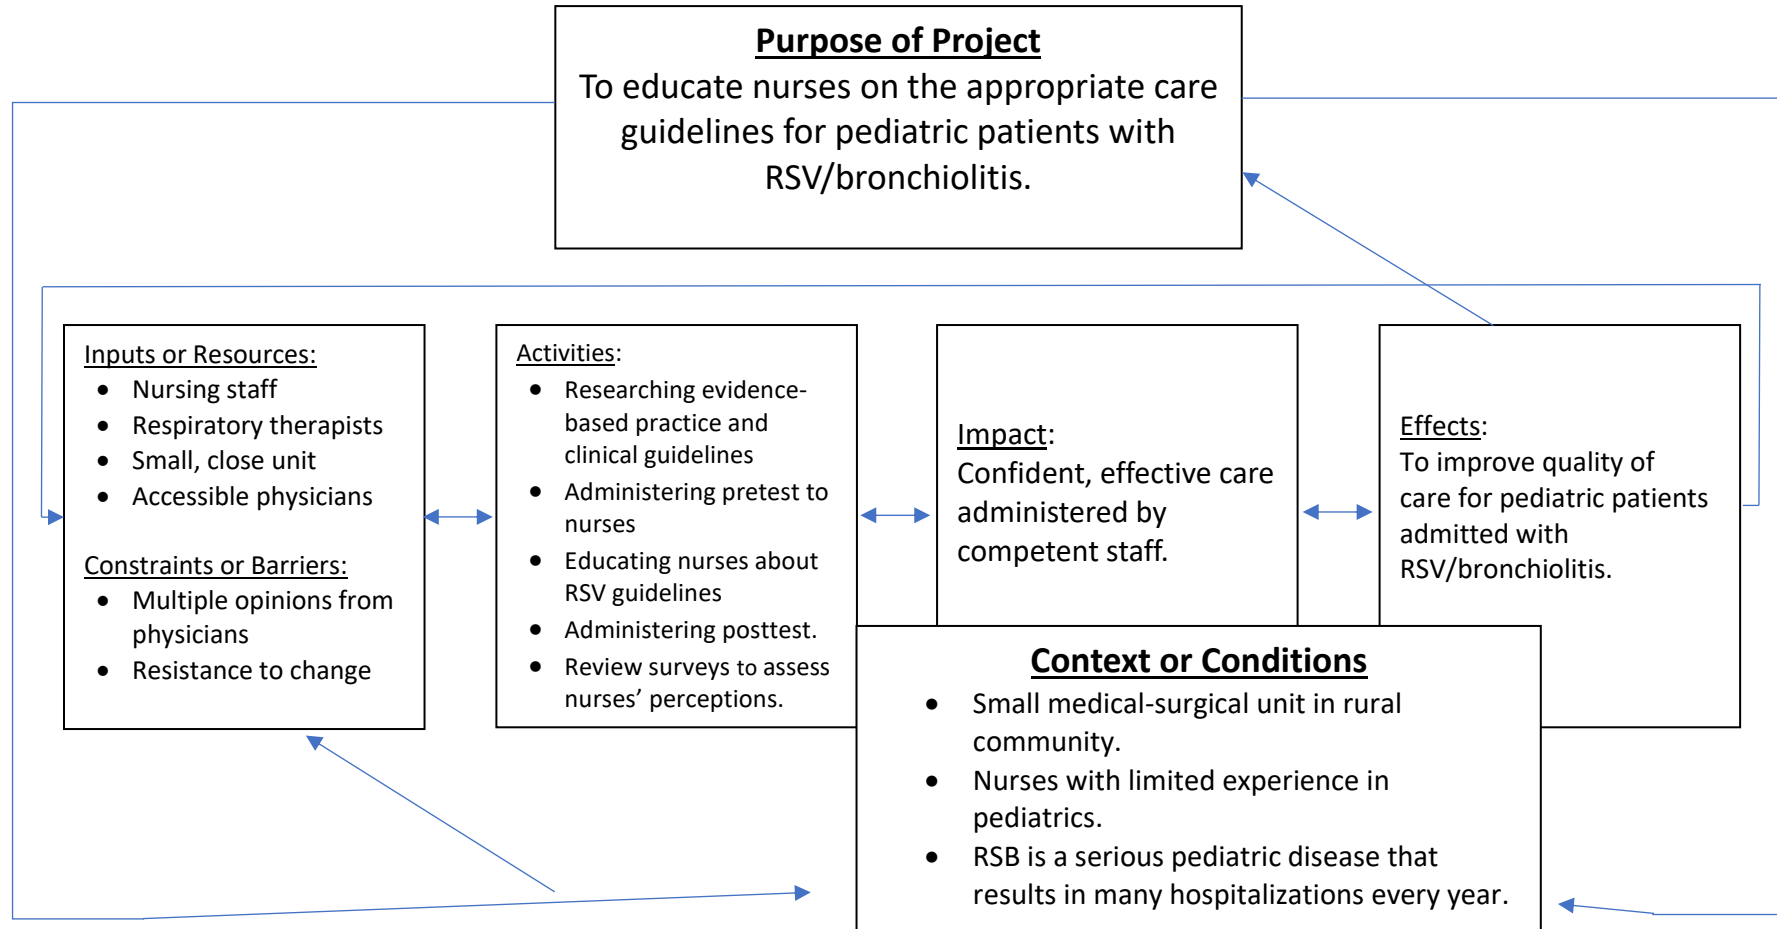 Purpose of Project
To educate nurses on the appropriate care
guidelines for pediatric patients with
RSV/bronchiolitis.
Inputs or Resources:
• Nursing staff
• Respiratory therapists
• Small, close unit
• Accessible physicians
Constraints or Barriers:
• Multiple opinions from
physicians
• Resistance to change
Activities:
• Researching evidence-
based practice and
clinical guidelines
• Administering pretest to
nurses
• Educating nurses about
RSV guidelines
• Administering posttest.
• Review surveys to assess
nurses’ perceptions.
Impact:
Confident, effective care
administered by
competent staff.
Effects:
To improve quality of
care for pediatric patients
admitted with
RSV/bronchiolitis.
Context or Conditions
• Small medical-surgical unit in rural
community.
• Nurses with limited experience in
pediatrics.
• RSB is a serious pediatric disease that
results in many hospitalizations every year.